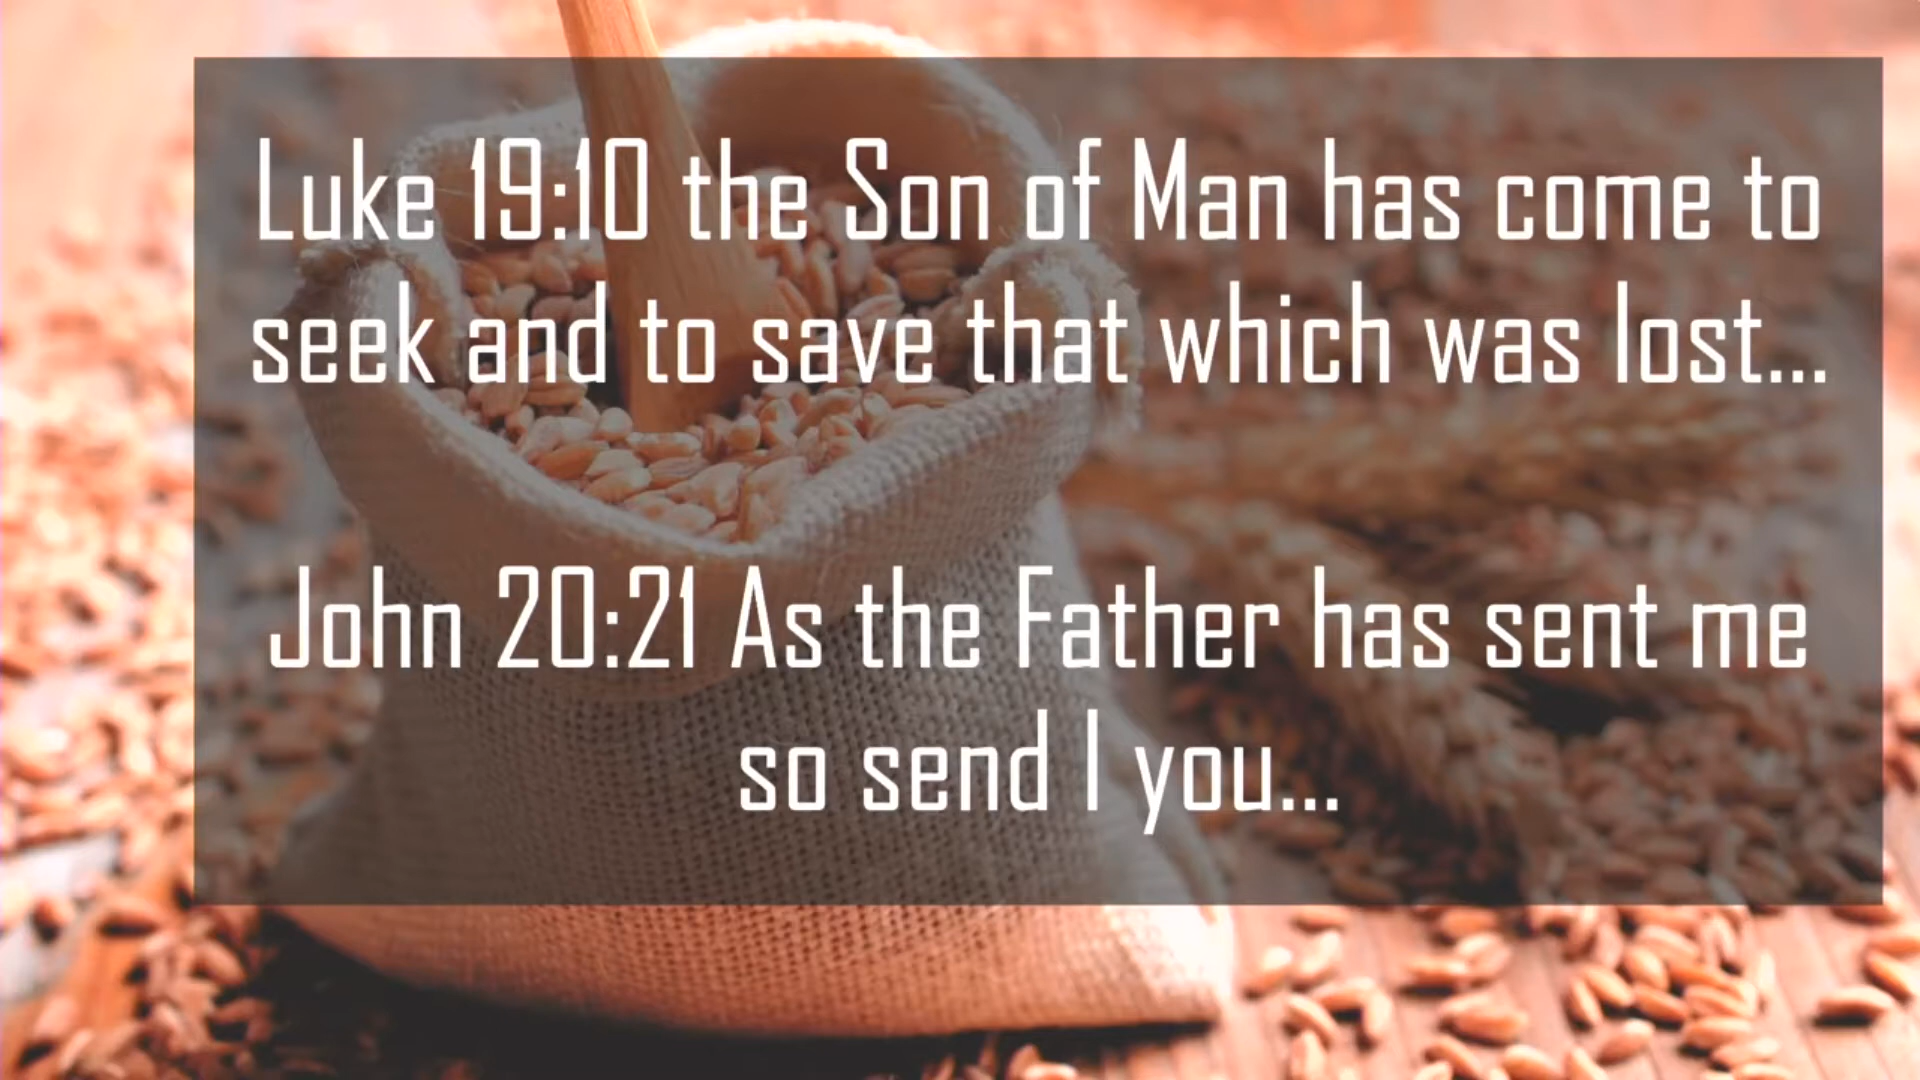 Luke 19:10 the Son of Man has come to
seek and to save that which was lost...
John 20:21 As the Father has sent me
so send I you...